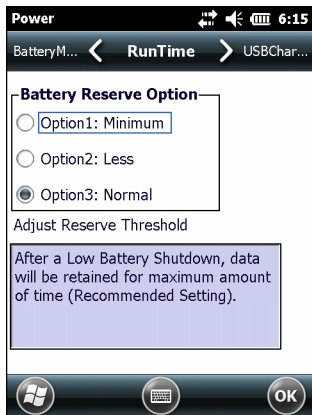 Power 6:15
BatteryM... RunTime USBChar...
Battery Reserve Option
Option1: Minimum
Option2: Less
Option3: Normal
Adjust Reserve Threshold
After a Low Battery Shutdown, data
will be retained for maximum amount
of time (Recommended Setting).
OK